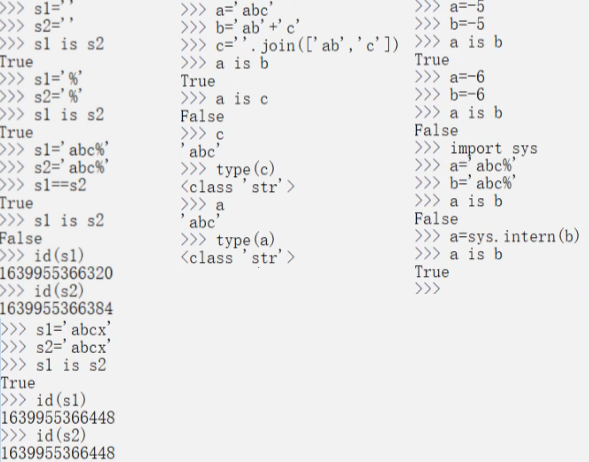 >>> s1=''
>>> s2=''
>>> s1 is s2
True
>>> s1='%'
>>> s2='%'
>>> s1 is s2
True
>>> s1='abc%'
>>> s2='abc%'
>>> s1==s2
True
>>> s1 is s2
False
>>> id(s1)
1639955366320
>>> id(s2)
1639955366384
>>> s1='abcx'
>>> s2='abcx'
>>> s1 is s2
True
>>> id(s1)
1639955366448
>>> id(s2)
1639955366448
>>> a='abc'
>>> b='ab'+'c'
>>> c=''.join(['ab','c'])
>>> a is b
True
>>> a is c
False
>>> c
'abc'
>>> type(c)
<class 'str'>
>>> a
'abc'
>>> type(a)
<class 'str'>
>>> a=-5
>>> b=-5
>>> a is b
True
>>> a=-6
>>> b=-6
>>> a is b
False
>>> import sys
>>> a='abc%'
>>> b='abc%'
>>> a is b
False
>>> a=sys.intern(b)
>>> a is b
True
>>>